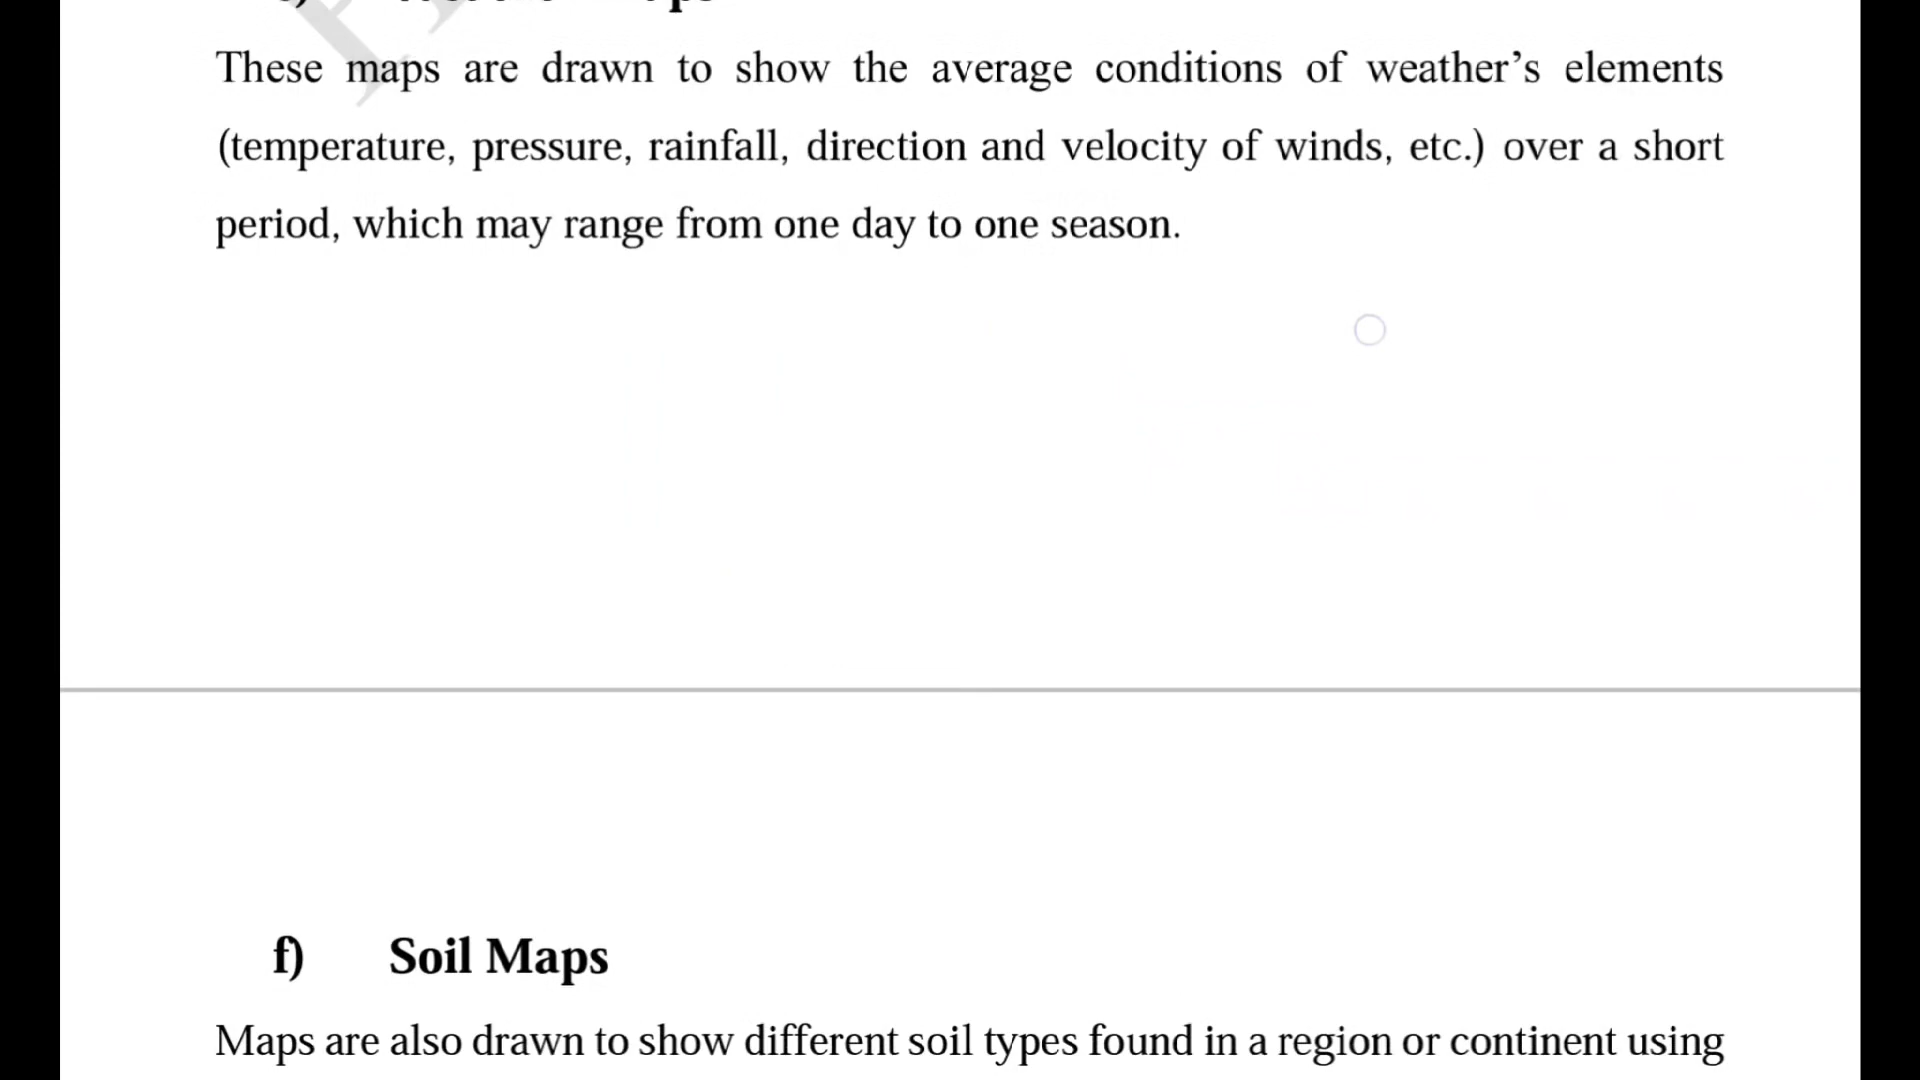 These maps are drawn to show the average conditions of weather’s elements
(temperature, pressure, rainfall, direction and velocity of winds, etc.) over a short
period, which may range from one day to one season.
f) Soil Maps
Maps are also drawn to show different soil types found in a region or continent using